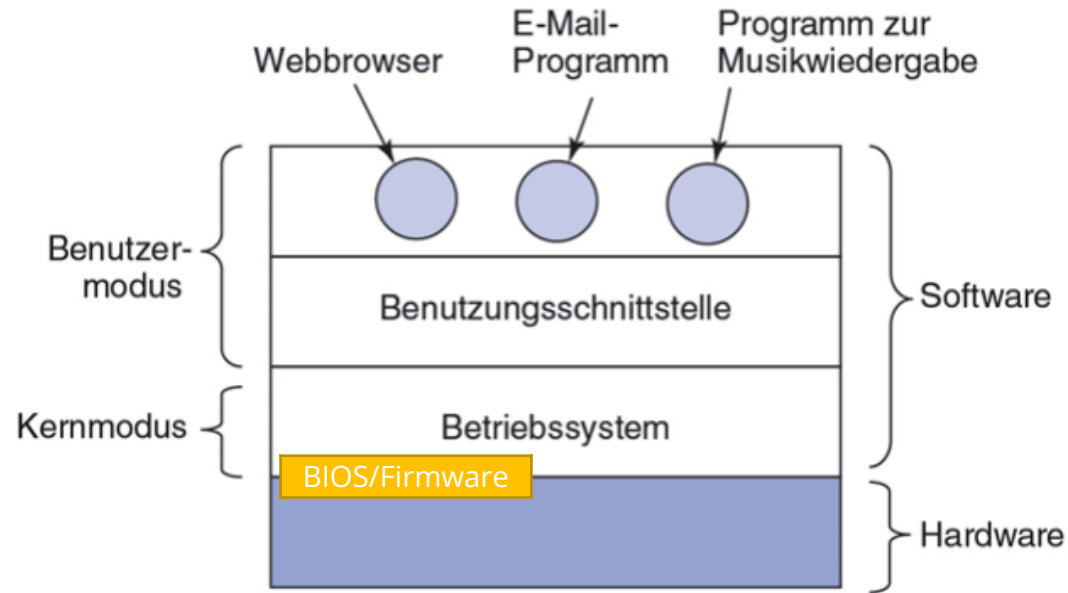 Webbrowser
E-Mail-
Programm
Programm zur
Musikwiedergabe
Benutzer-
modus
Benutzungsschnittstelle
Software
Kernmodus
Betriebssystem
BIOS/Firmware
Hardware